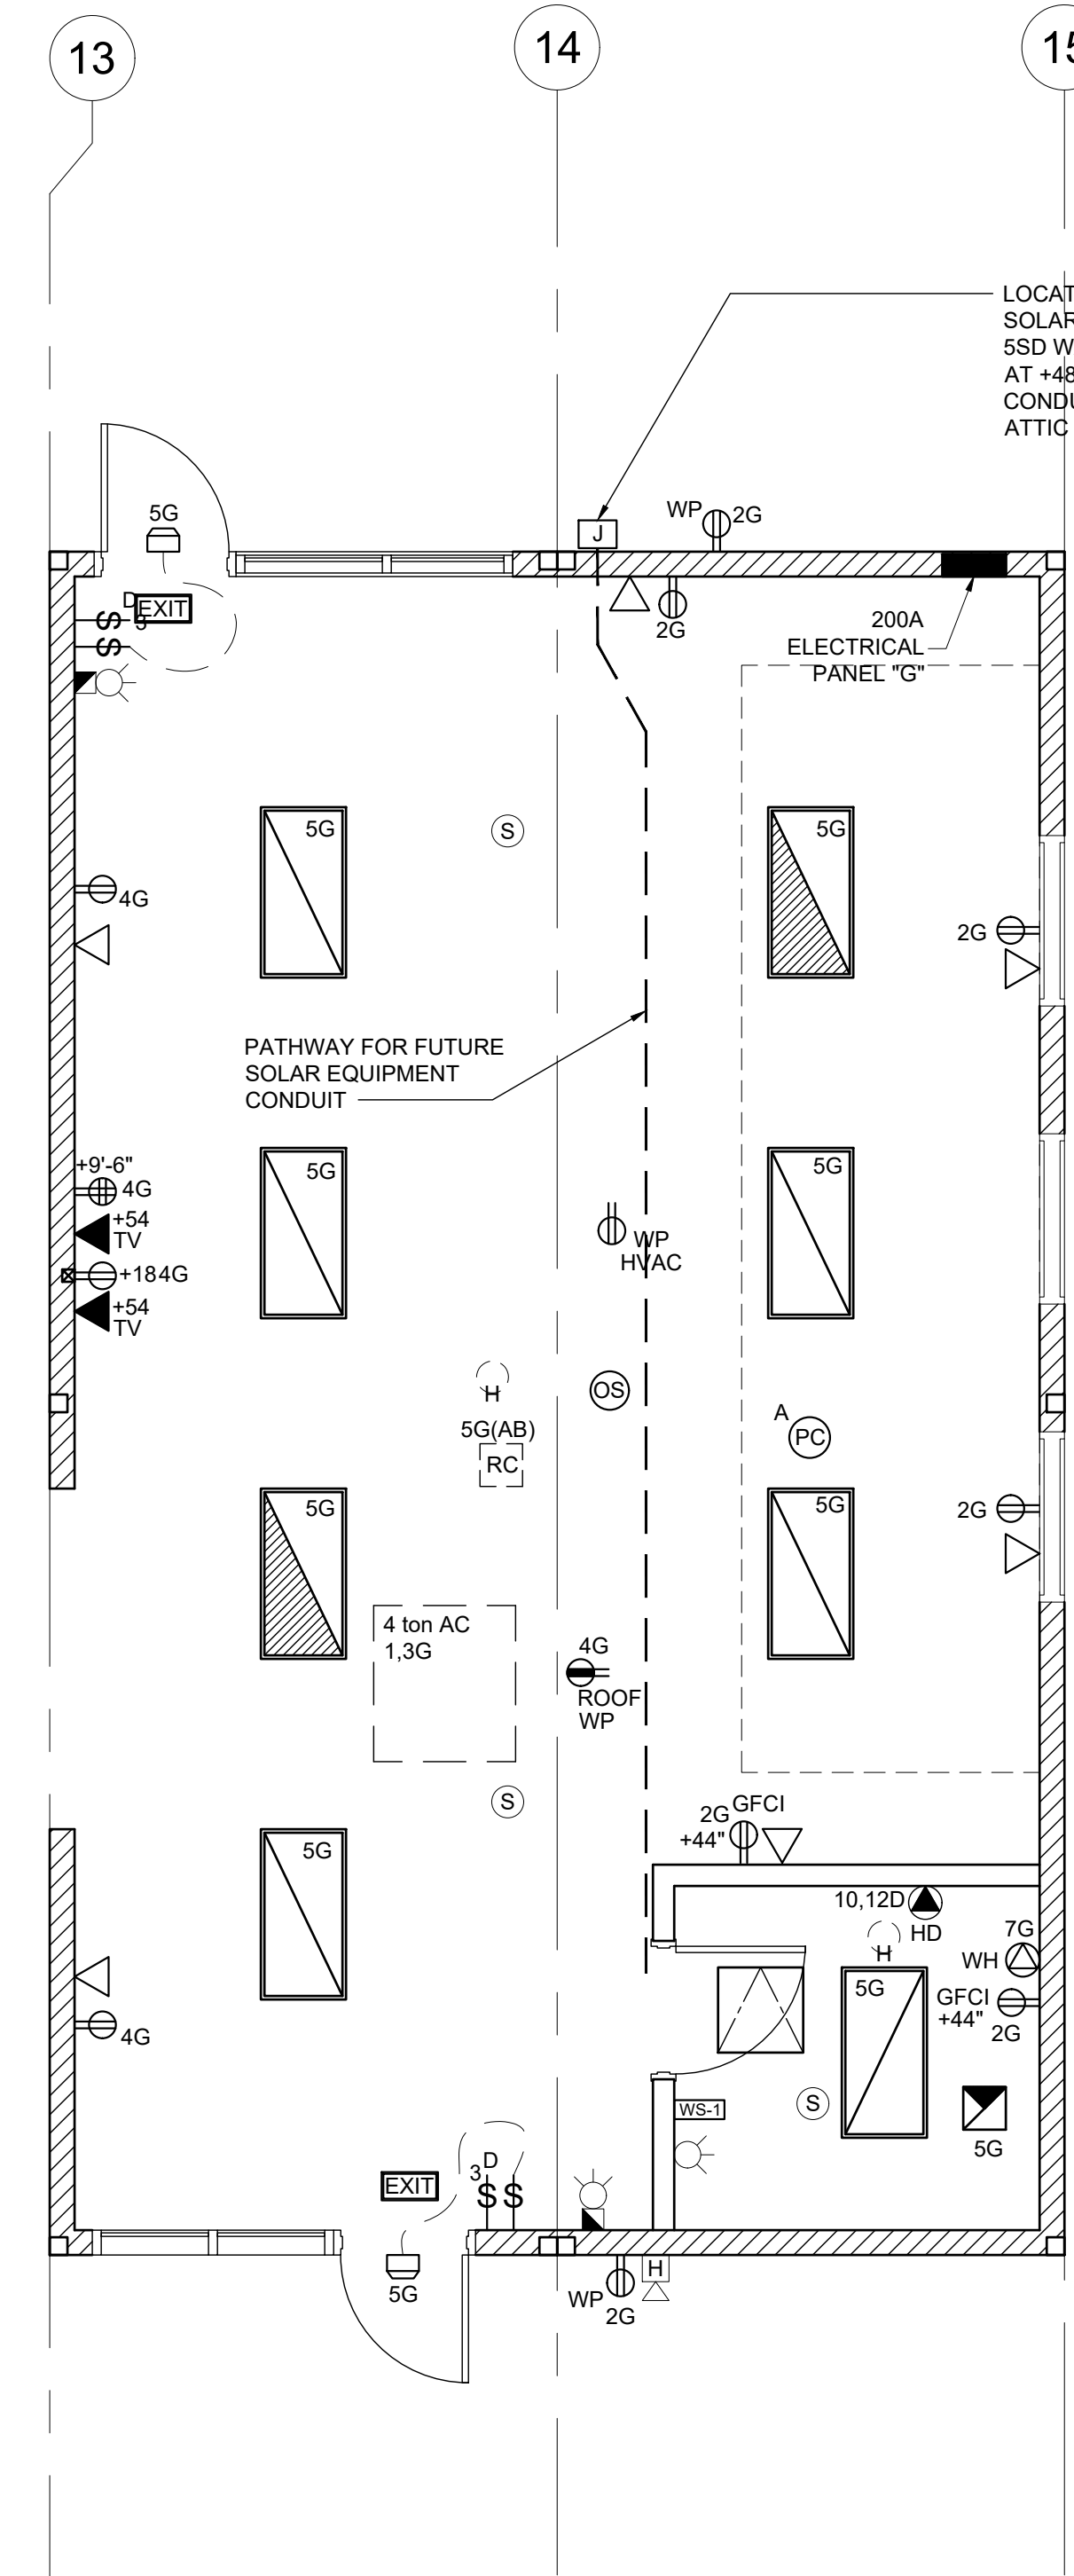 13
14
15
LOCAT
SOLAR
5SD W
AT +48
CONDU
ATTIC
5G
WP 2G
J
D
EXIT
3
$
$
2G
200A
ELECTRICAL
PANEL "G"
5G
S
5G
4G
2G
PATHWAY FOR FUTURE
SOLAR EQUIPMENT
CONDUIT
+9'-6"
4G
5G
5G
+54
TV
WP
HVAC
+18 4G
+54
TV
H
OS
5G(AB)
A
PC
RC
5G
5G
2G
4 ton AC
1,3G
4G
ROOF
WP
S
2G GFCI
+44"
5G
10,12D
HD
7G
H
WH
5G
GFCI
+44"
2G
4G
S
WS-1
5G
D
3
EXIT
$ $
5G
H
WP
2G